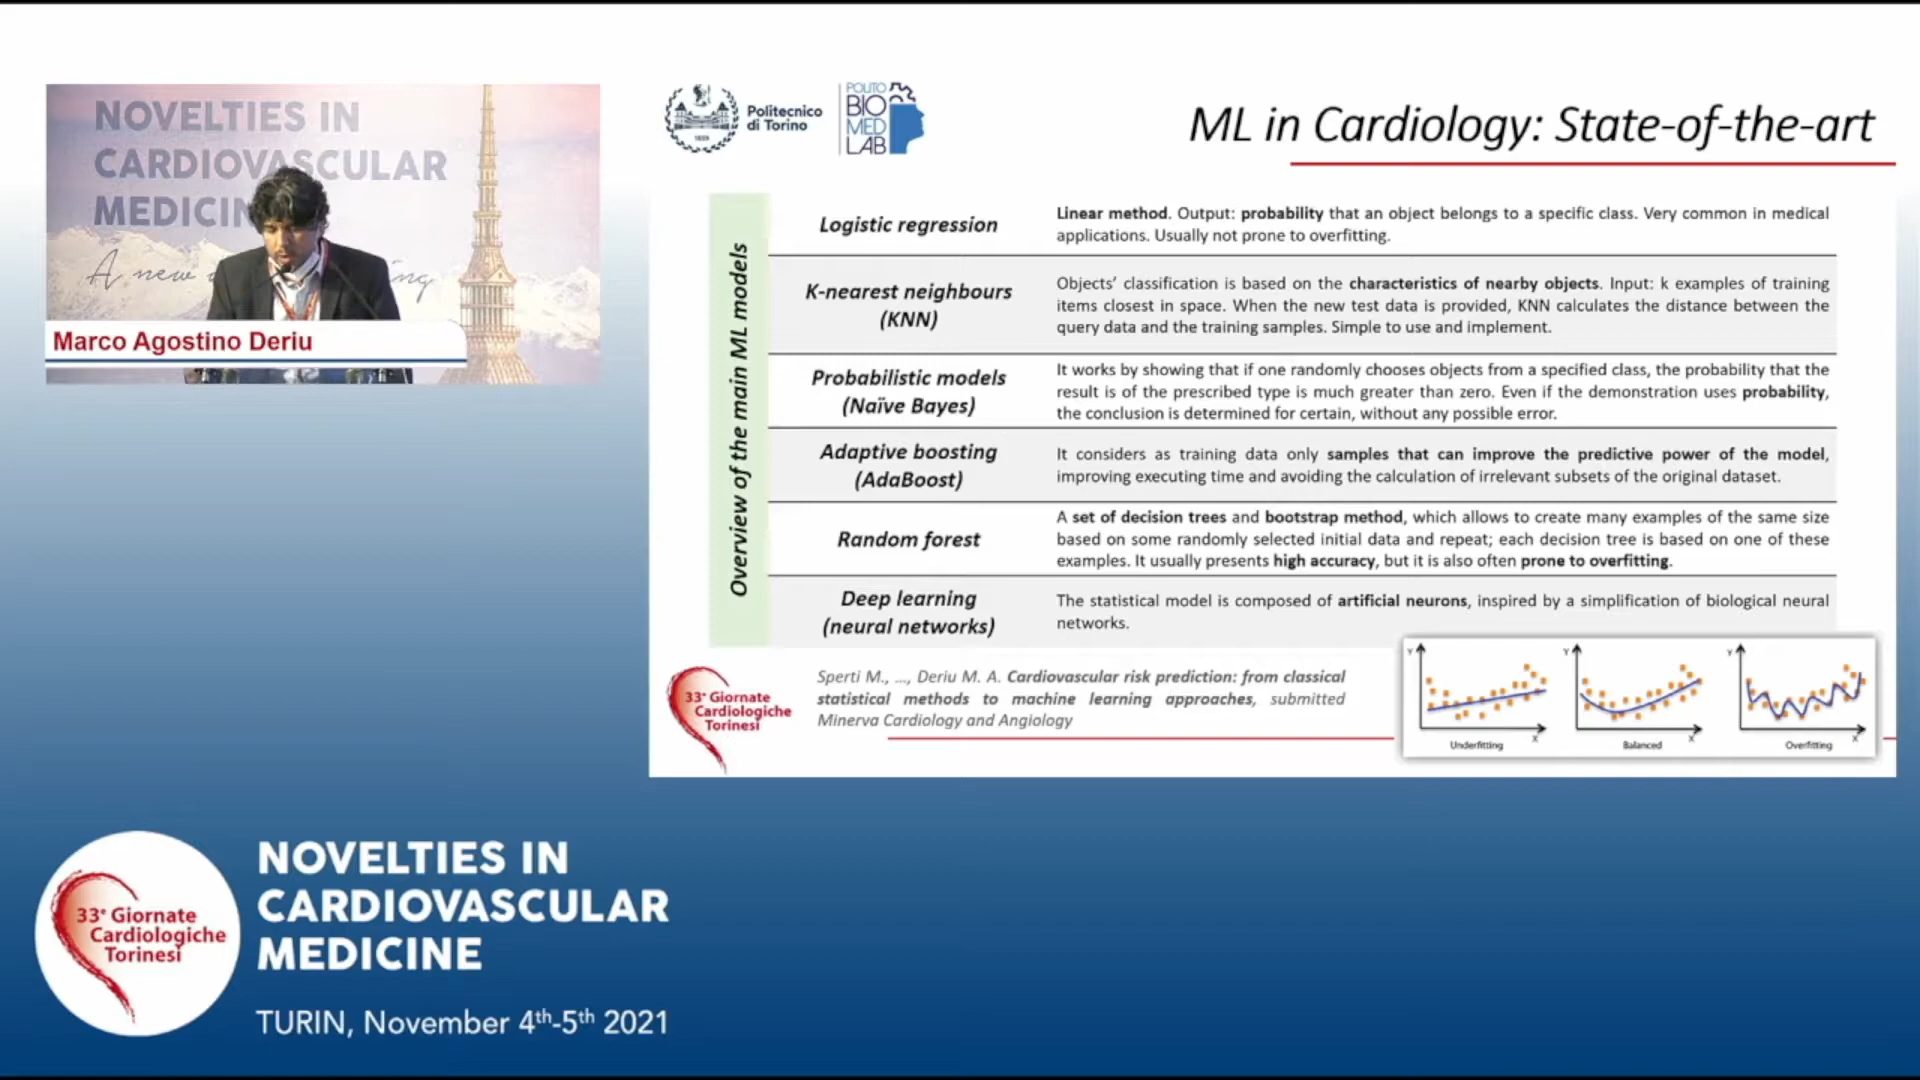 NOVELTIES IN
CARDIOVASCULAR
MEDICIN
A new
ng
Marco Agostino Deriu
1859
Politecnico
di Torino
POLITO
BIO
MED
LAB
ML in Cardiology: State-of-the-art
Overview of the main ML models
Logistic regression
Linear method. Output: probability that an object belongs to a specific class. Very common in medical
applications. Usually not prone to overfitting.
K-nearest neighbours
(KNN)
Objects’ classification is based on the characteristics of nearby objects. Input: k examples of training
items closest in space. When the new test data is provided, KNN calculates the distance between the
query data and the training samples. Simple to use and implement.
Probabilistic models
(Naïve Bayes)
It works by showing that if one randomly chooses objects from a specified class, the probability that the
result is of the prescribed type is much greater than zero. Even if the demonstration uses probability,
the conclusion is determined for certain, without any possible error.
Adaptive boosting
(AdaBoost)
It considers as training data only samples that can improve the predictive power of the model,
improving executing time and avoiding the calculation of irrelevant subsets of the original dataset.
Random forest
A set of decision trees and bootstrap method, which allows to create many examples of the same size
based on some randomly selected initial data and repeat; each decision tree is based on one of these
examples. It usually presents high accuracy, but it is also often prone to overfitting.
Deep learning
(neural networks)
The statistical model is composed of artificial neurons, inspired by a simplification of biological neural
networks.
33° Giornate
Cardiologiche
Torinesi
Sperti M., ..., Deriu M. A. Cardiovascular risk prediction: from classical
statistical methods to machine learning approaches, submitted
Minerva Cardiology and Angiology
Y
X
Underfitting
Y
X
Balanced
Y
X
Overfitting
33° Giornate
Cardiologiche
Torinesi
NOVELTIES IN
CARDIOVASCULAR
MEDICINE
TURIN, November 4th-5th 2021